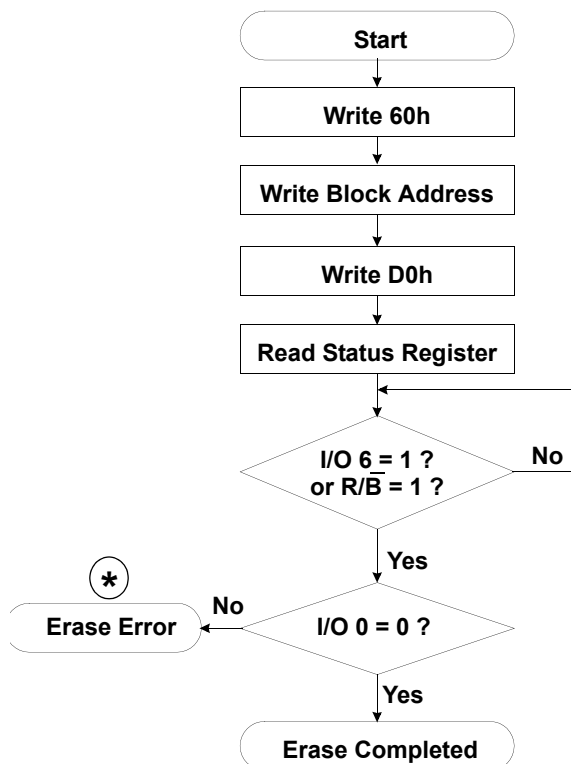 Start
Write 60h
Write Block Address
Write D0h
Read Status Register
I/O 6 = 1 ?
or R/B̅ = 1 ?
No
Yes
*
No
Erase Error
I/O 0 = 0 ?
Yes
Erase Completed